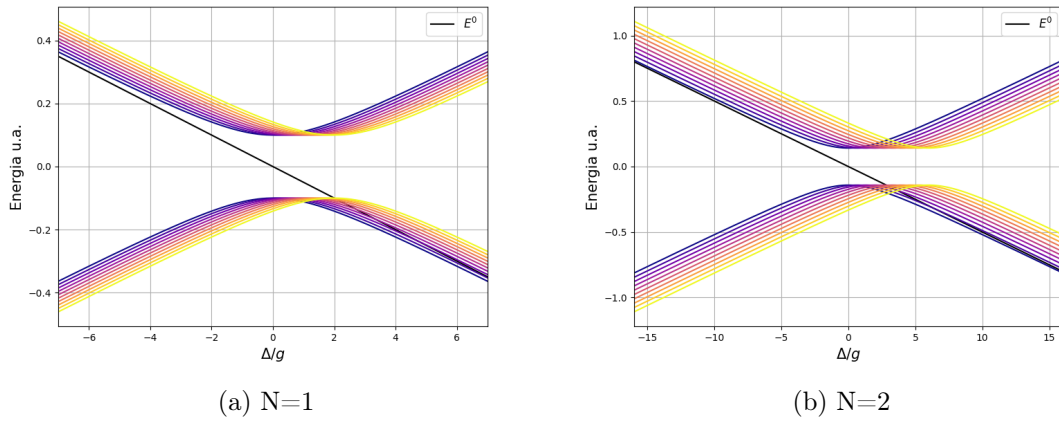 E⁰
0.4
0.2
0.0
−0.2
−0.4
Energia u.a.
−6 −4 −2 0 2 4 6
Δ/g
(a) N=1
E⁰
1.0
0.5
0.0
−0.5
−1.0
Energia u.a.
−15 −10 −5 0 5 10 15
Δ/g
(b) N=2